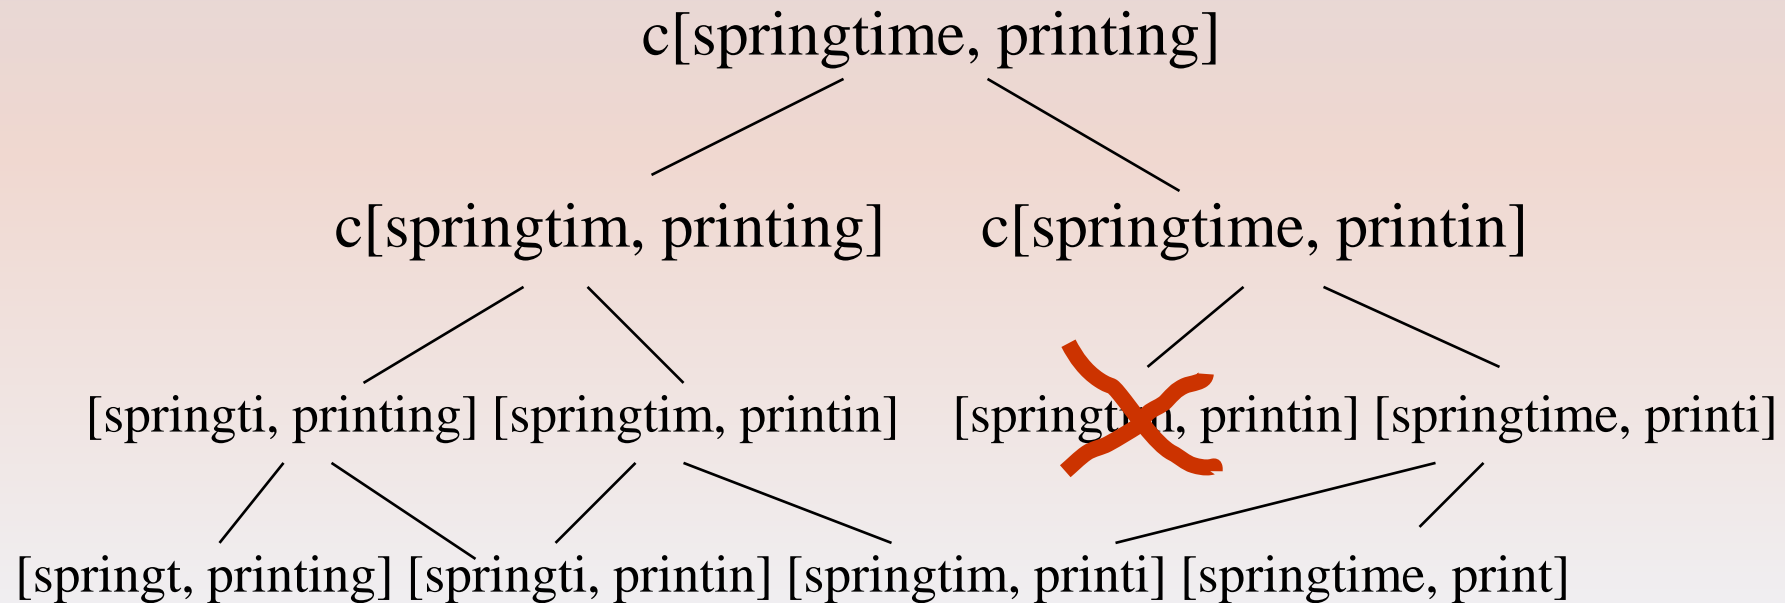 c[springtime, printing]
c[springtim, printing] c[springtime, printin]
[springti, printing] [springtim, printin] [springtim, printin] [springtime, printi]
[springt, printing] [springti, printin] [springtim, printi] [springtime, print]